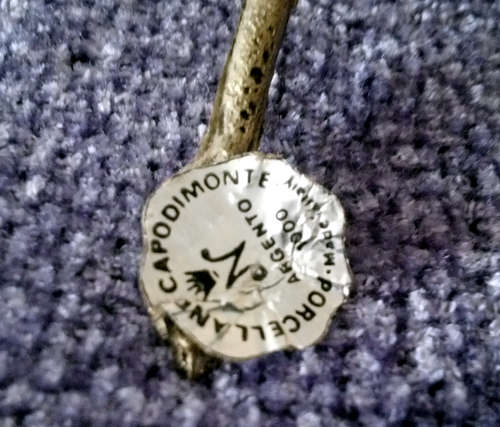 PORCELLANE CAPODIMONTE
N
ARGENTO
1000